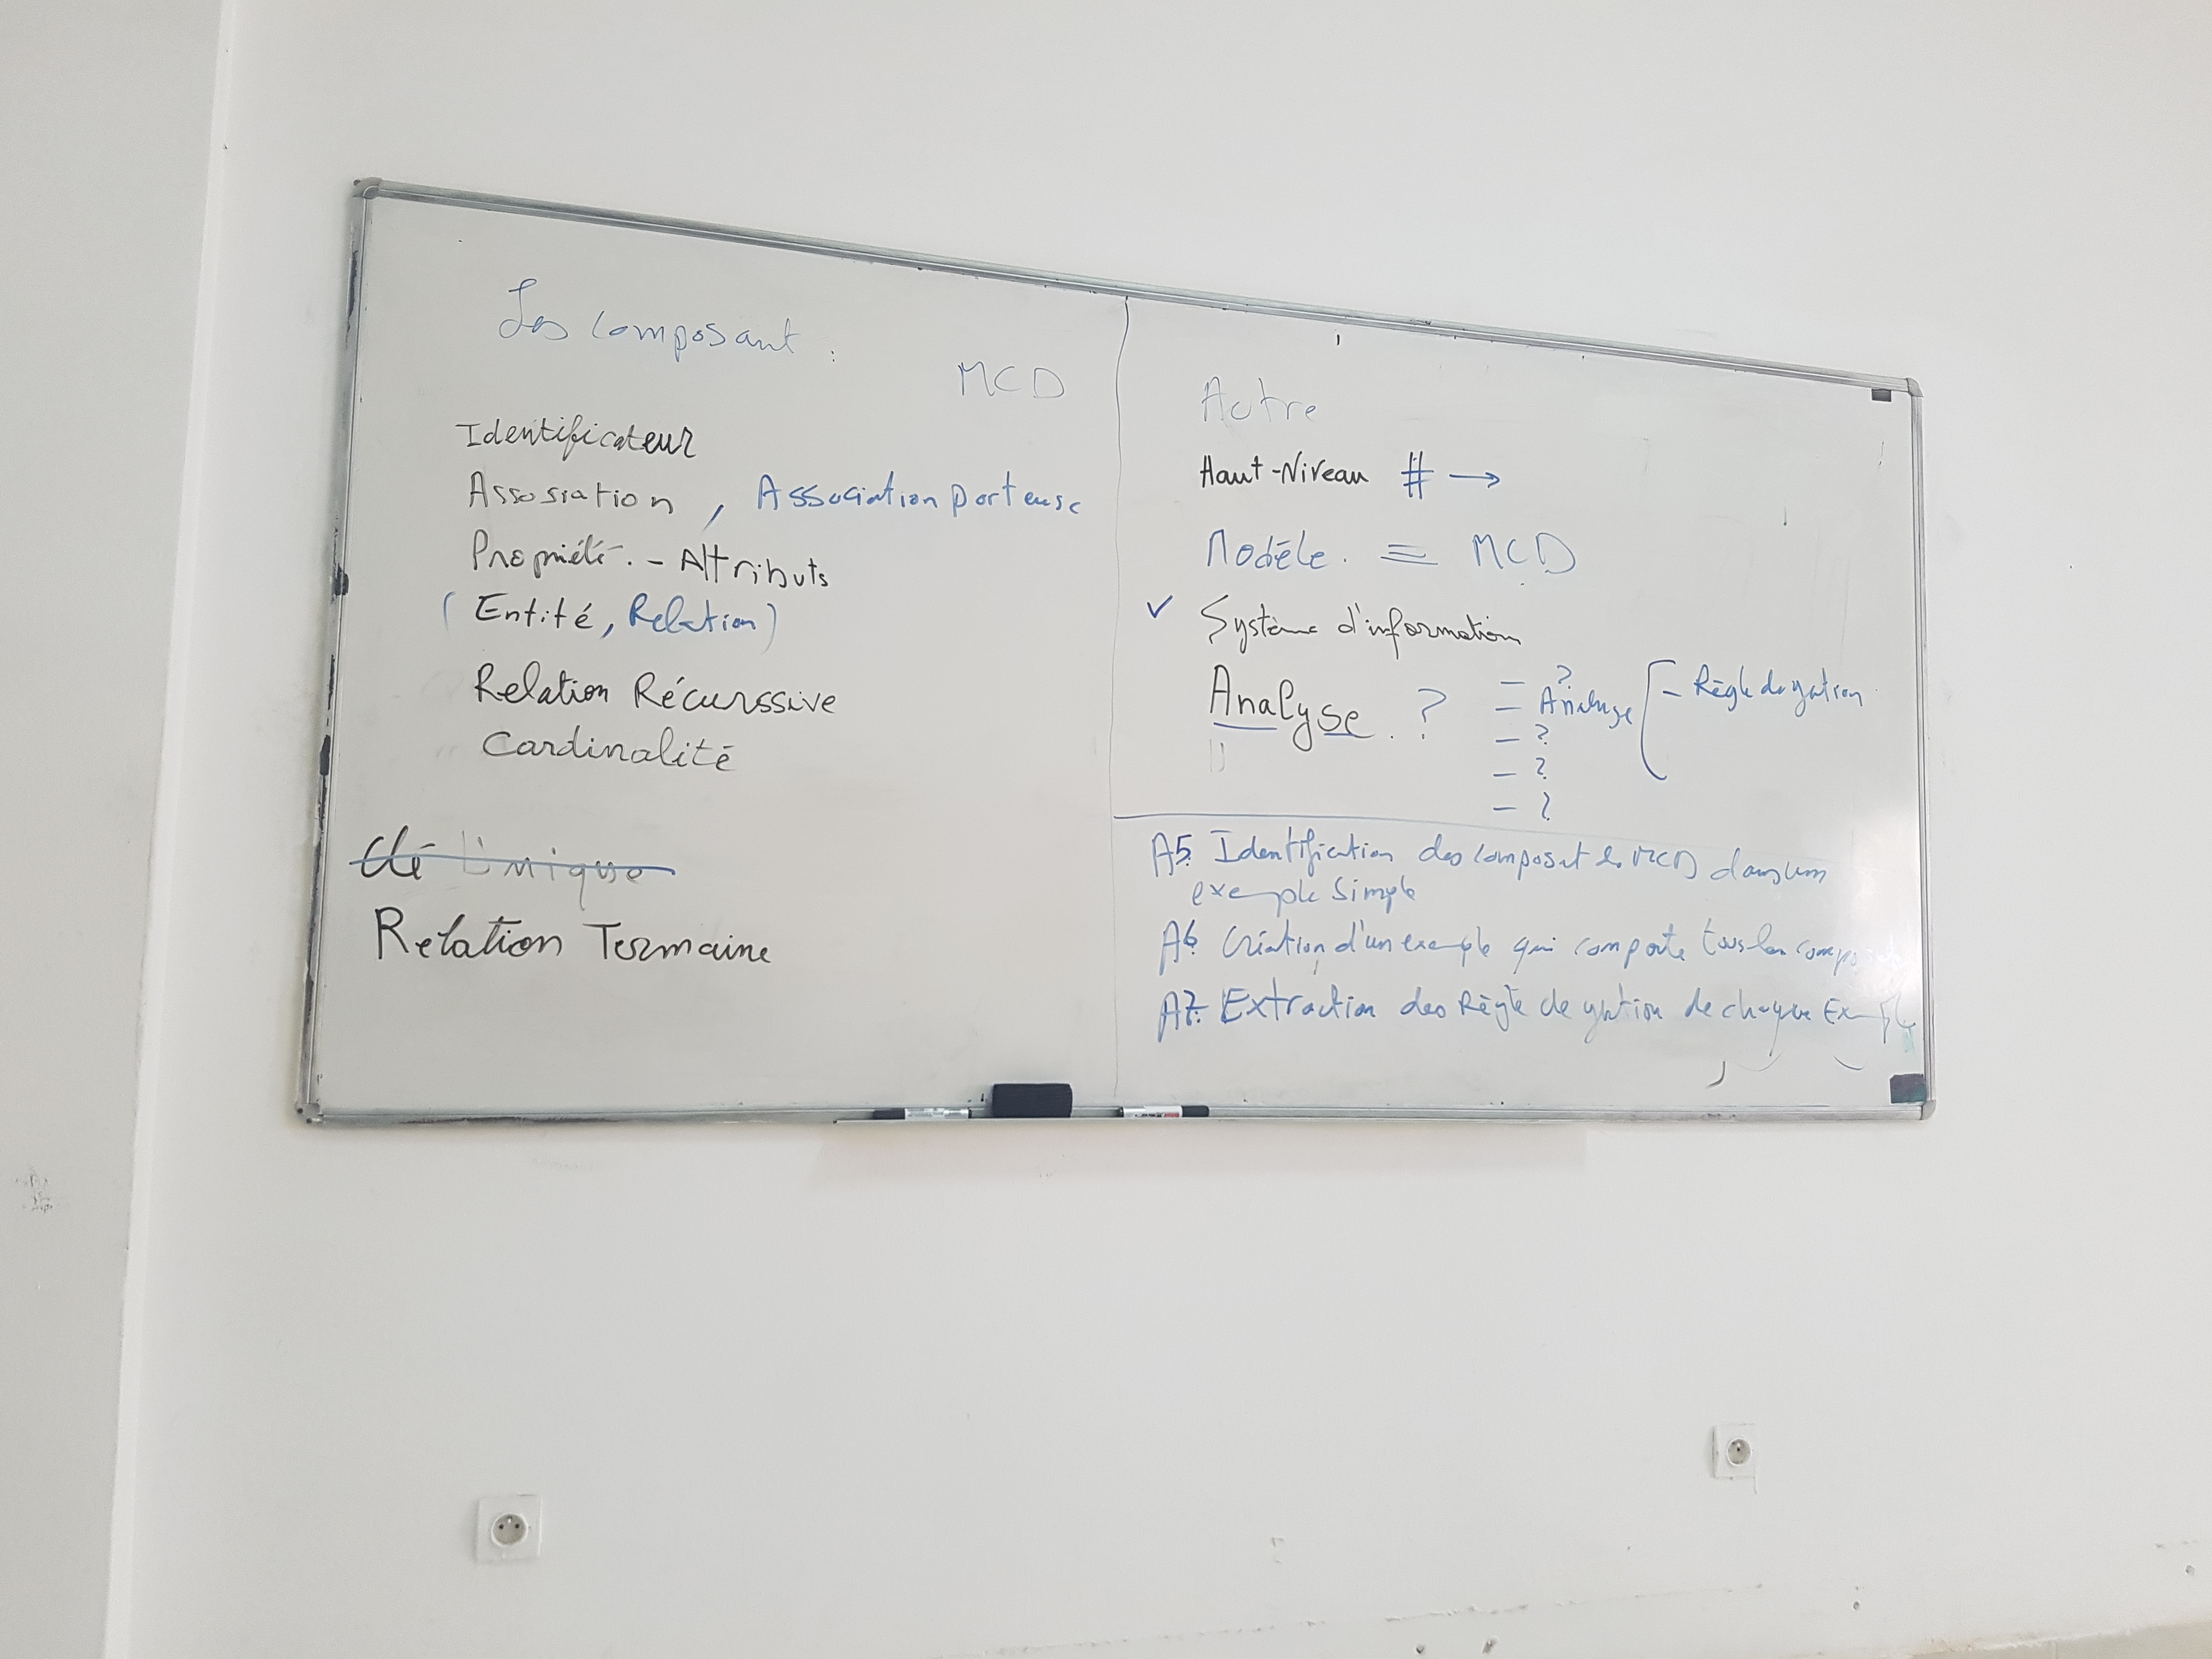 Les Composant :
MCD
Identificateur
Assosiation , Association porteuse
Propriété. - Attributs
(Entité, Relation)
Relation Récurssive
Cardinalité
Clé Unique
Relation Termaine
Autre
Haut-Niveau # →
Modèle. = MCD
✓ Système d'information
Analyse. ?
- ?
- Analyse
- ?
- ?
- ?
- Règle de gestion
A5. Identification des composant de MCD dans un
exemple simple
A6. Création d'un exemple qui comporte tous les
A7. Extraction des Règle de gestion de chaque Exemple